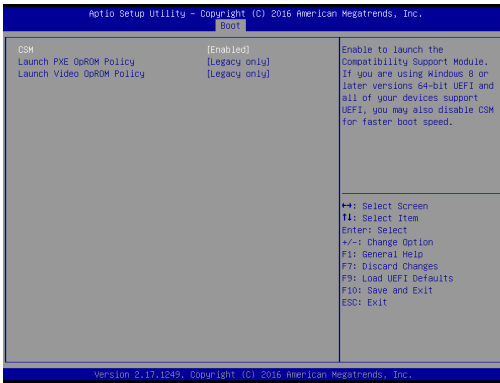 Aptio Setup Utility – Copyright (C) 2016 American Megatrends, Inc.
Boot
CSM [Enabled]
Launch PXE OpROM Policy [Legacy only]
Launch Video OpROM Policy [Legacy only]
Enable to launch the
Compatibility Support Module.
If you are using Windows 8 or
later versions 64-bit UEFI and
all of your devices support
UEFI, you may also disable CSM
for faster boot speed.
↔: Select Screen
↑↓: Select Item
Enter: Select
+/-: Change Option
F1: General Help
F7: Discard Changes
F9: Load UEFI Defaults
F10: Save and Exit
ESC: Exit
Version 2.17.1249. Copyright (C) 2016 American Megatrends, Inc.